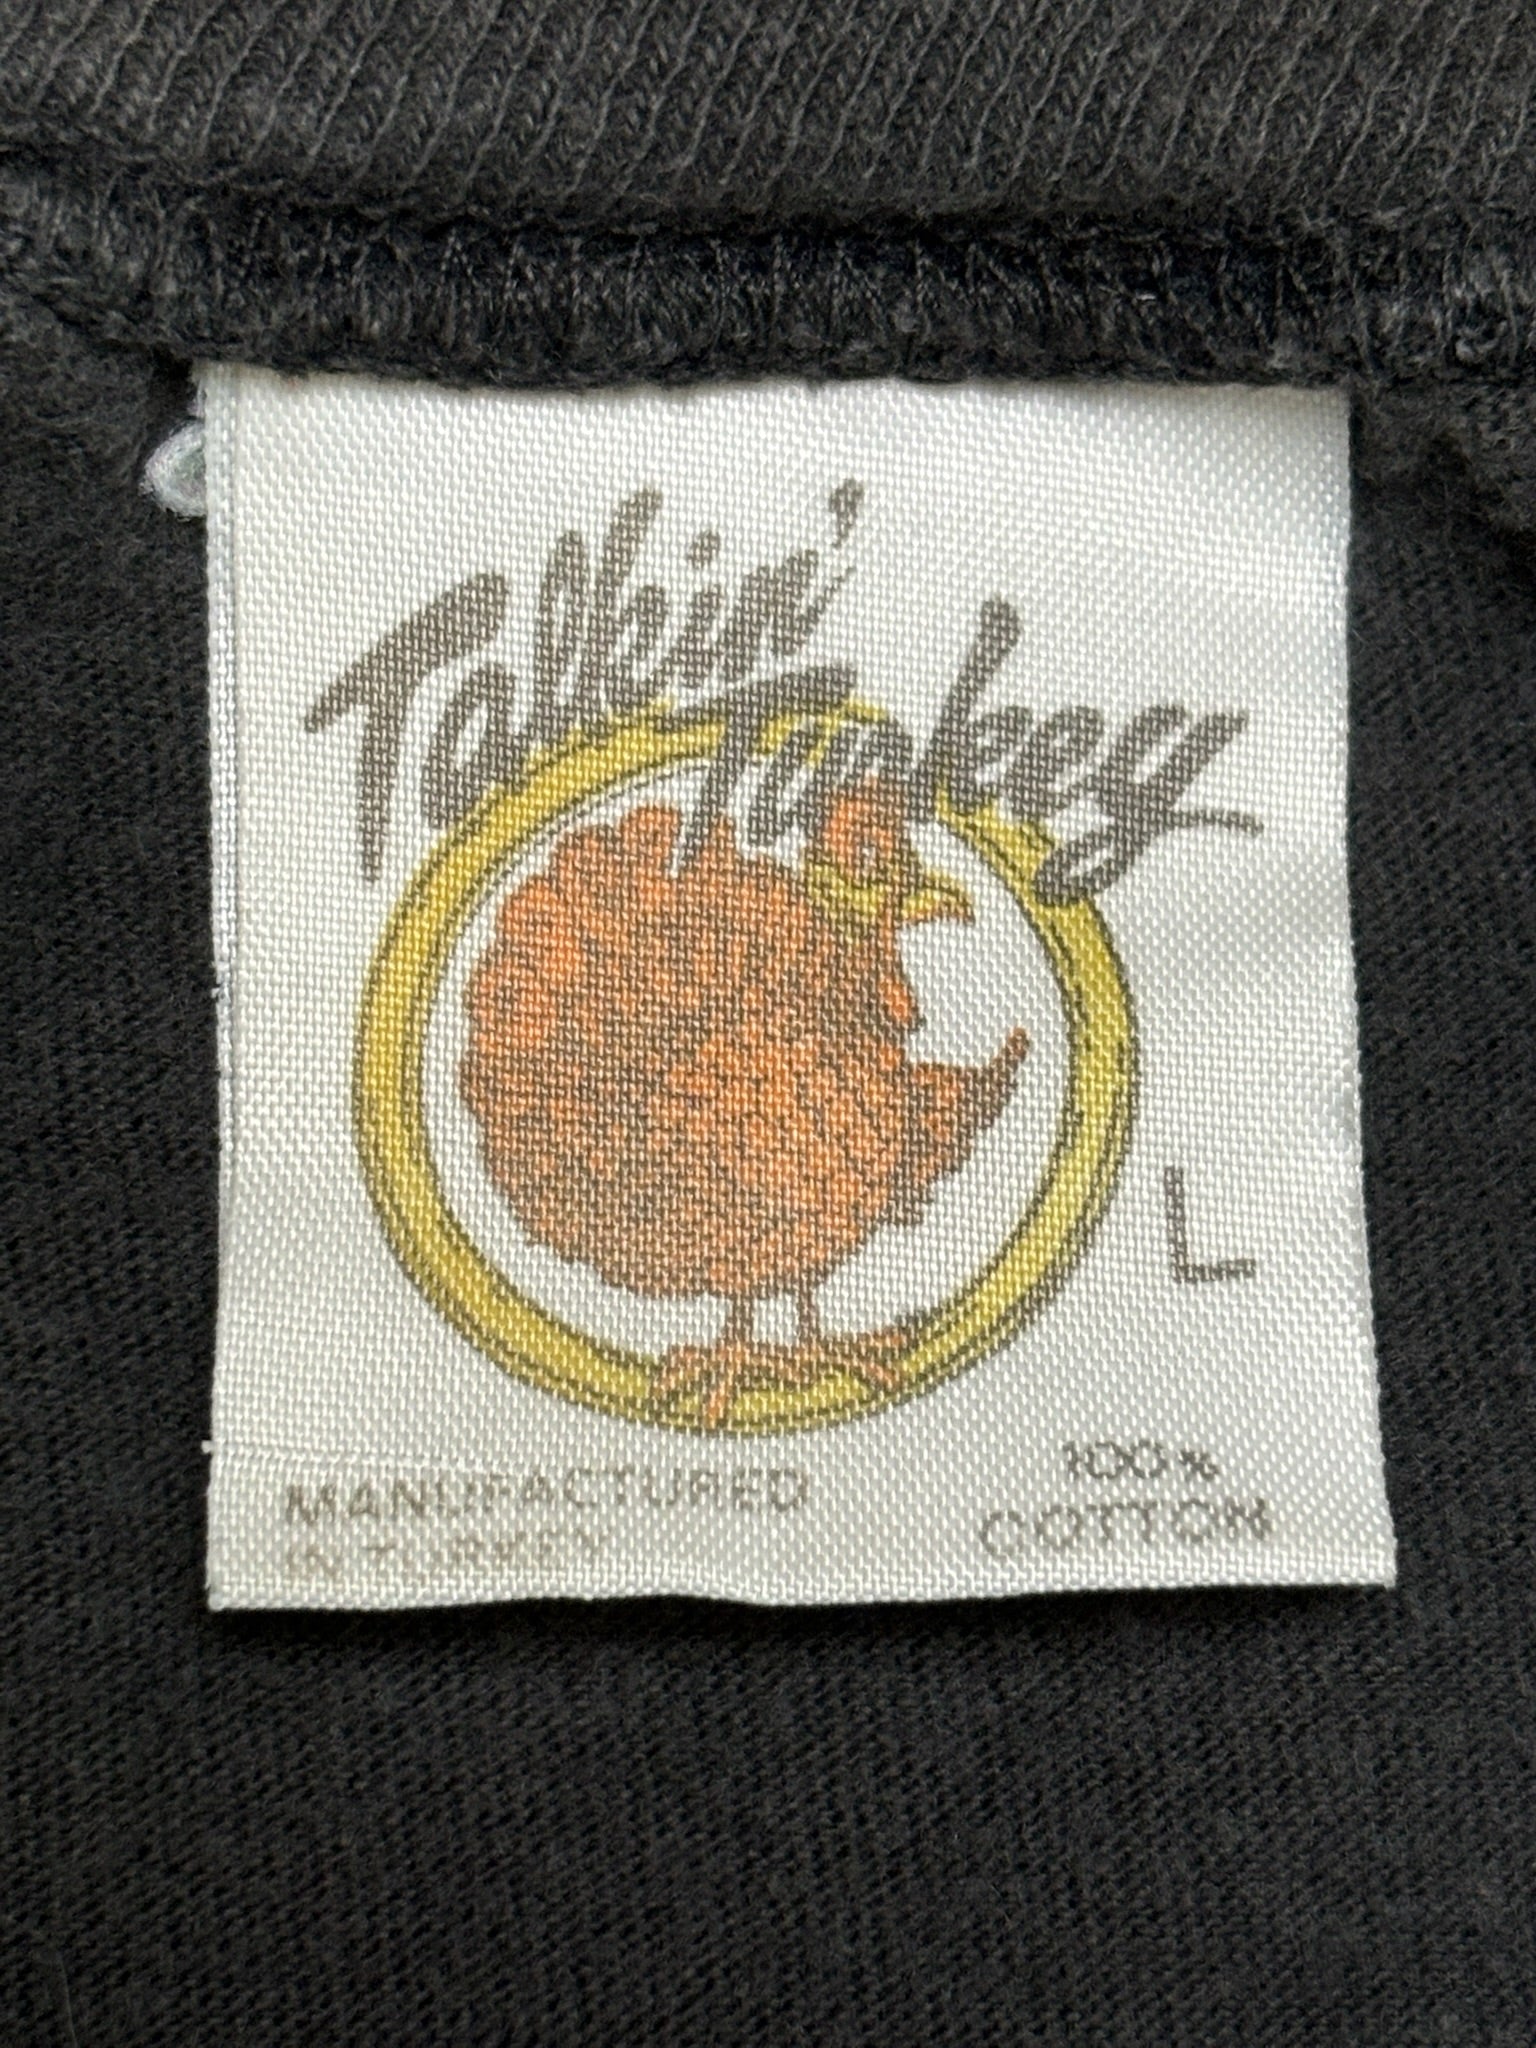 Talkin'
Turkey
L
MANUFACTURED
IN TURKEY
100%
COTTON